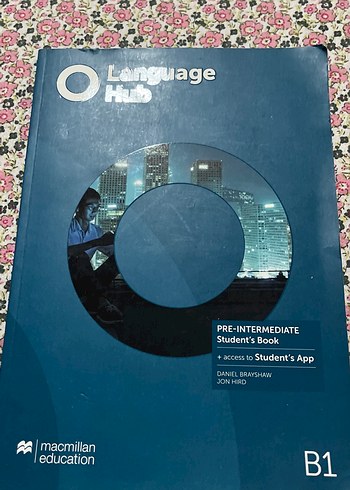 Language
Hub
PRE-INTERMEDIATE
Student's Book
+ access to Student's App
DANIEL BRAYSHAW
JON HIRD
macmillan
education
B1